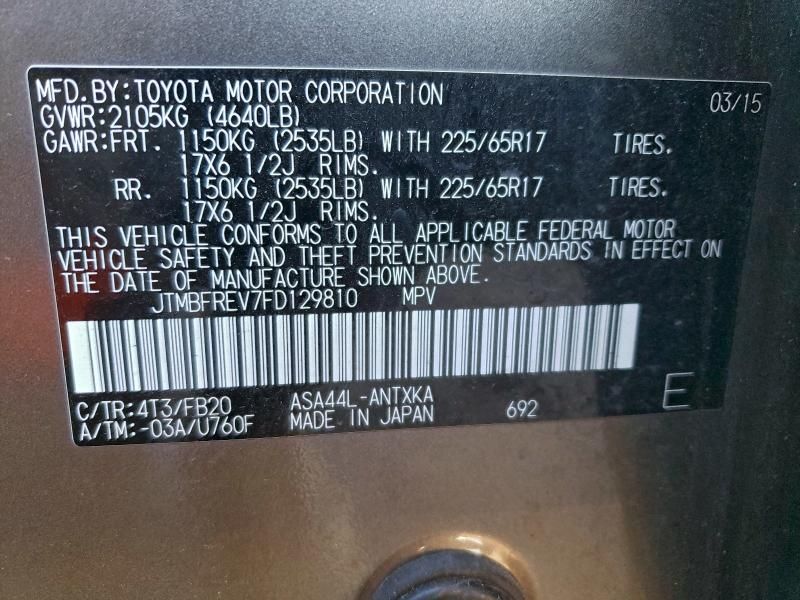 MFD.BY:TOYOTA MOTOR CORPORATION 03/15
GVWR:2105KG (4640LB)
GAWR:FRT. 1150KG (2535LB) WITH 225/65R17 TIRES.
17X6 1/2J RIMS.
RR. 1150KG (2535LB) WITH 225/65R17 TIRES.
17X6 1/2J RIMS.
THIS VEHICLE CONFORMS TO ALL APPLICABLE FEDERAL MOTOR
VEHICLE SAFETY AND THEFT PREVENTION STANDARDS IN EFFECT ON
THE DATE OF MANUFACTURE SHOWN ABOVE.
JTMBFREV7FD129810 MPV
C/TR:4T3/FB20 ASA44L-ANTXKA
A/TM:-03A/U760F MADE IN JAPAN 692 E